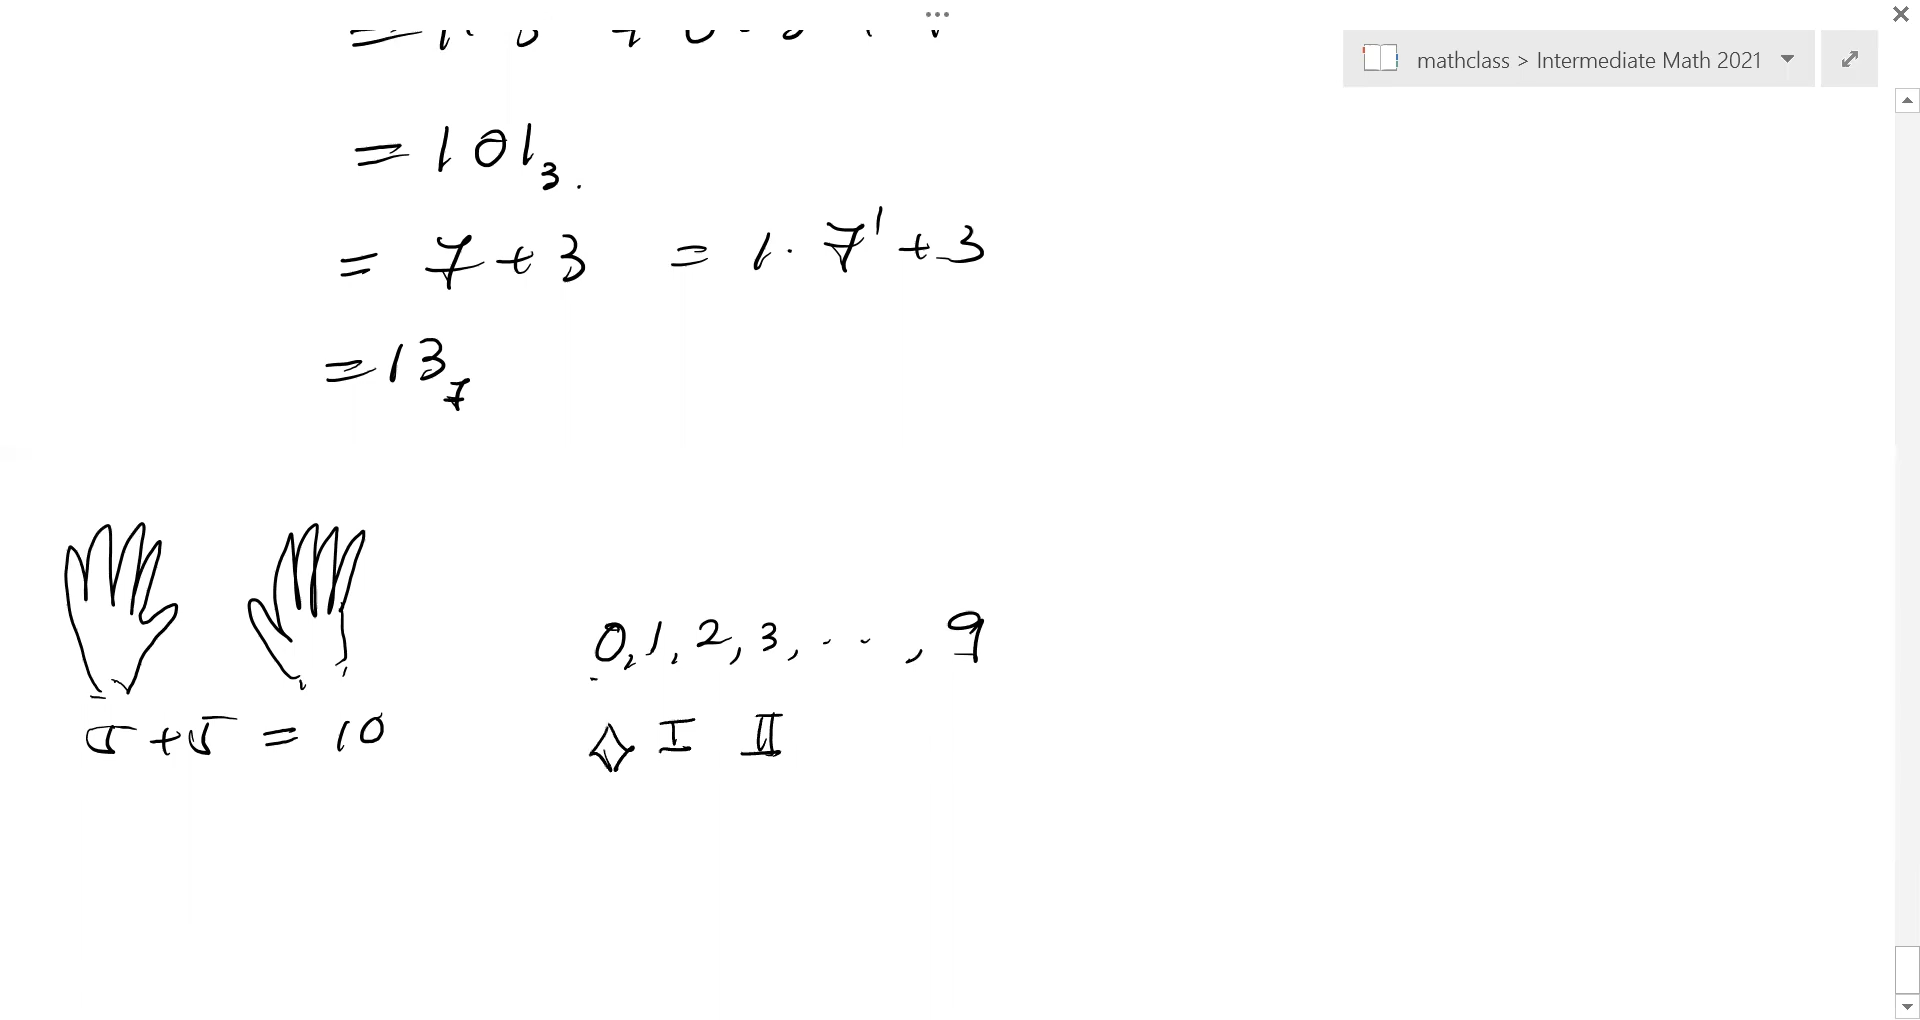 mathclass > Intermediate Math 2021
= 101₃.
= 7 + 3 = 1 · 7¹ + 3
= 13₇
0, 1, 2, 3, ..., 9
5 + 5 = 10
I II